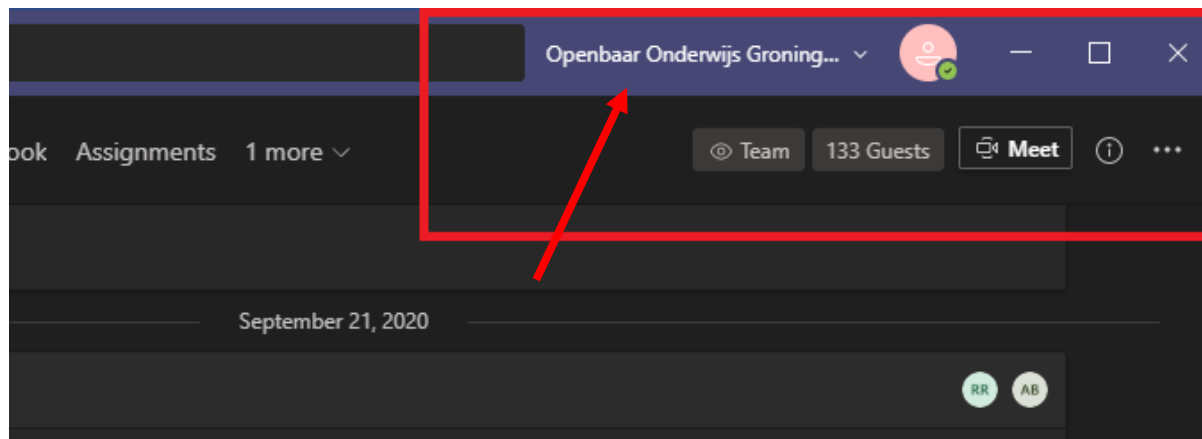 Openbaar Onderwijs Groning...
ook Assignments 1 more
Team 133 Guests Meet
September 21, 2020
RR AB